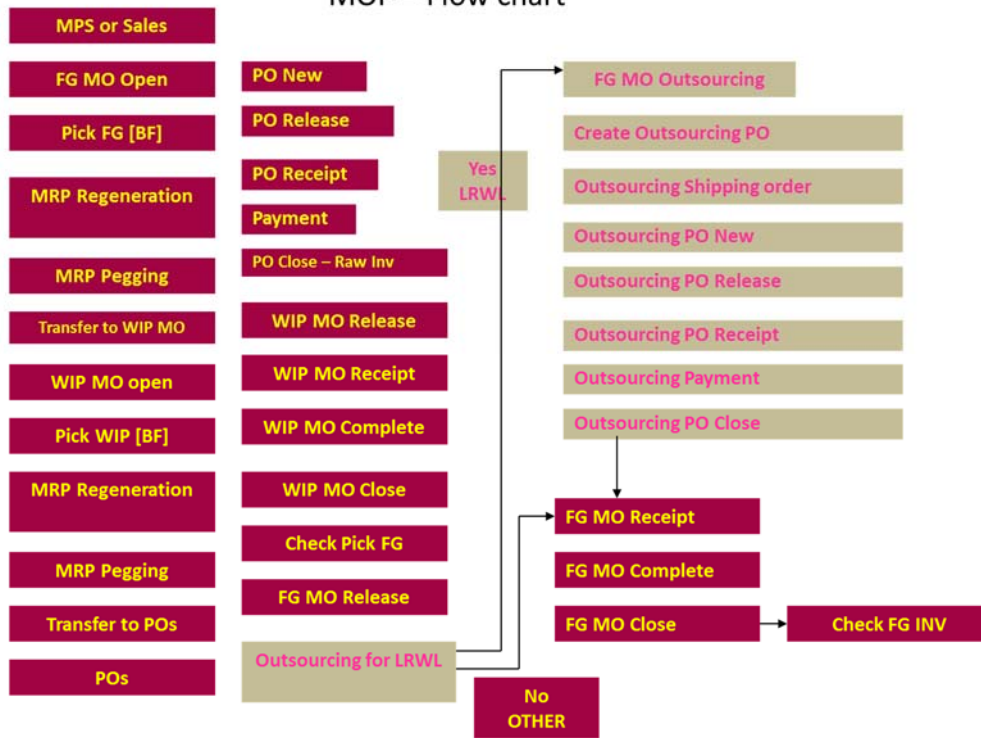 Flow chart
MPS or Sales
FG MO Open
Pick FG [BF]
MRP Regeneration
MRP Pegging
Transfer to WIP MO
WIP MO open
Pick WIP [BF]
MRP Regeneration
MRP Pegging
Transfer to POs
POs
PO New
PO Release
PO Receipt
Payment
PO Close – Raw Inv
WIP MO Release
WIP MO Receipt
WIP MO Complete
WIP MO Close
Check Pick FG
FG MO Release
Outsourcing for LRWL
Yes
LRWL
No
OTHER
FG MO Outsourcing
Create Outsourcing PO
Outsourcing Shipping order
Outsourcing PO New
Outsourcing PO Release
Outsourcing PO Receipt
Outsourcing Payment
Outsourcing PO Close
FG MO Receipt
FG MO Complete
FG MO Close
Check FG INV